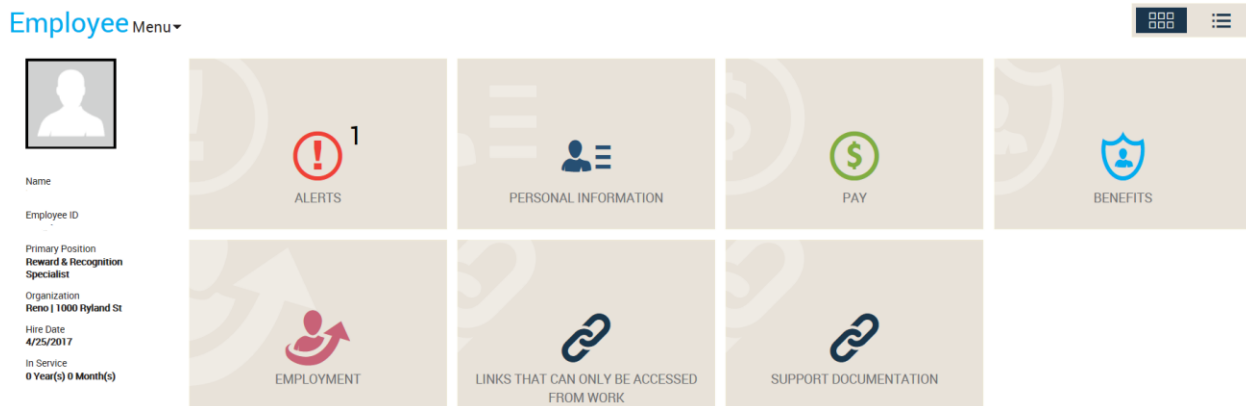 Employee Menu
1
ALERTS
PERSONAL INFORMATION
PAY
BENEFITS
Name
Employee ID
Primary Position
Reward & Recognition
Specialist
Organization
Reno | 1000 Ryland St
Hire Date
4/25/2017
In Service
0 Year(s) 0 Month(s)
EMPLOYMENT
LINKS THAT CAN ONLY BE ACCESSED
FROM WORK
SUPPORT DOCUMENTATION